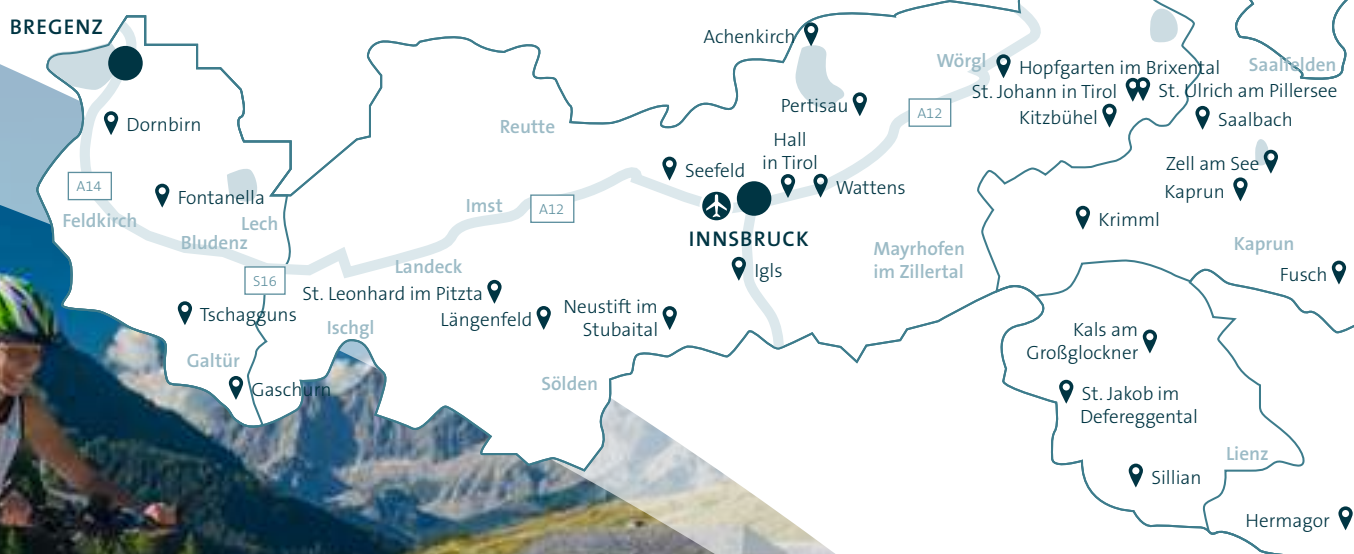 BREGENZ
Achenkirch
Wörgl
Hopfgarten im Brixental
Saalfelden
St. Johann in Tirol
St. Ulrich am Pillersee
Pertisau
A12
Kitzbühel
Saalbach
Dornbirn
Reutte
Hall
in Tirol
Seefeld
Zell am See
A14
Wattens
Kaprun
Fontanella
Imst
A12
Krimml
Feldkirch
Lech
Bludenz
INNSBRUCK
Mayrhofen
im Zillertal
Kaprun
Landeck
Igls
Fusch
S16
St. Leonhard im Pitzta
Tschagguns
Längenfeld
Neustift im
Stubaital
Ischgl
Kals am
Großglockner
Galtür
Gaschurn
Sölden
St. Jakob im
Defereggental
Lienz
Sillian
Hermagor